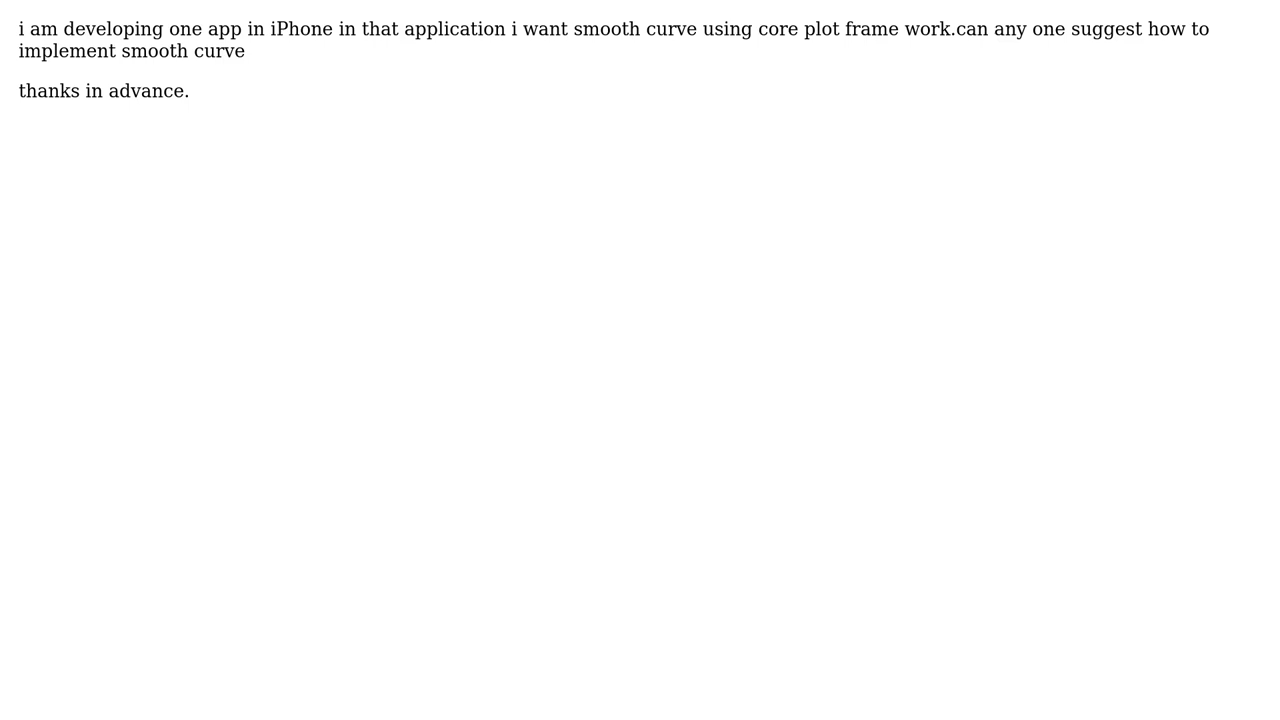 i am developing one app in iPhone in that application i want smooth curve using core plot frame work.can any one suggest how to
implement smooth curve
thanks in advance.